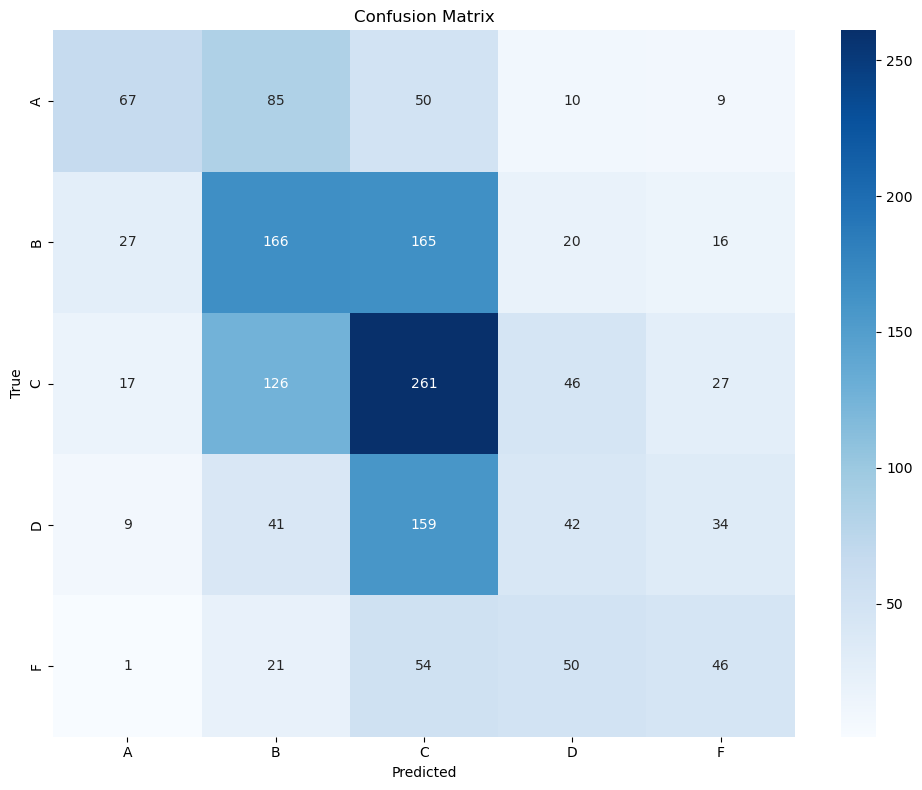 Confusion Matrix
A 67 85 50 10 9
B 27 166 165 20 16
C 17 126 261 46 27
D 9 41 159 42 34
F 1 21 54 50 46
A B C D F
Predicted
True
250
200
150
100
50